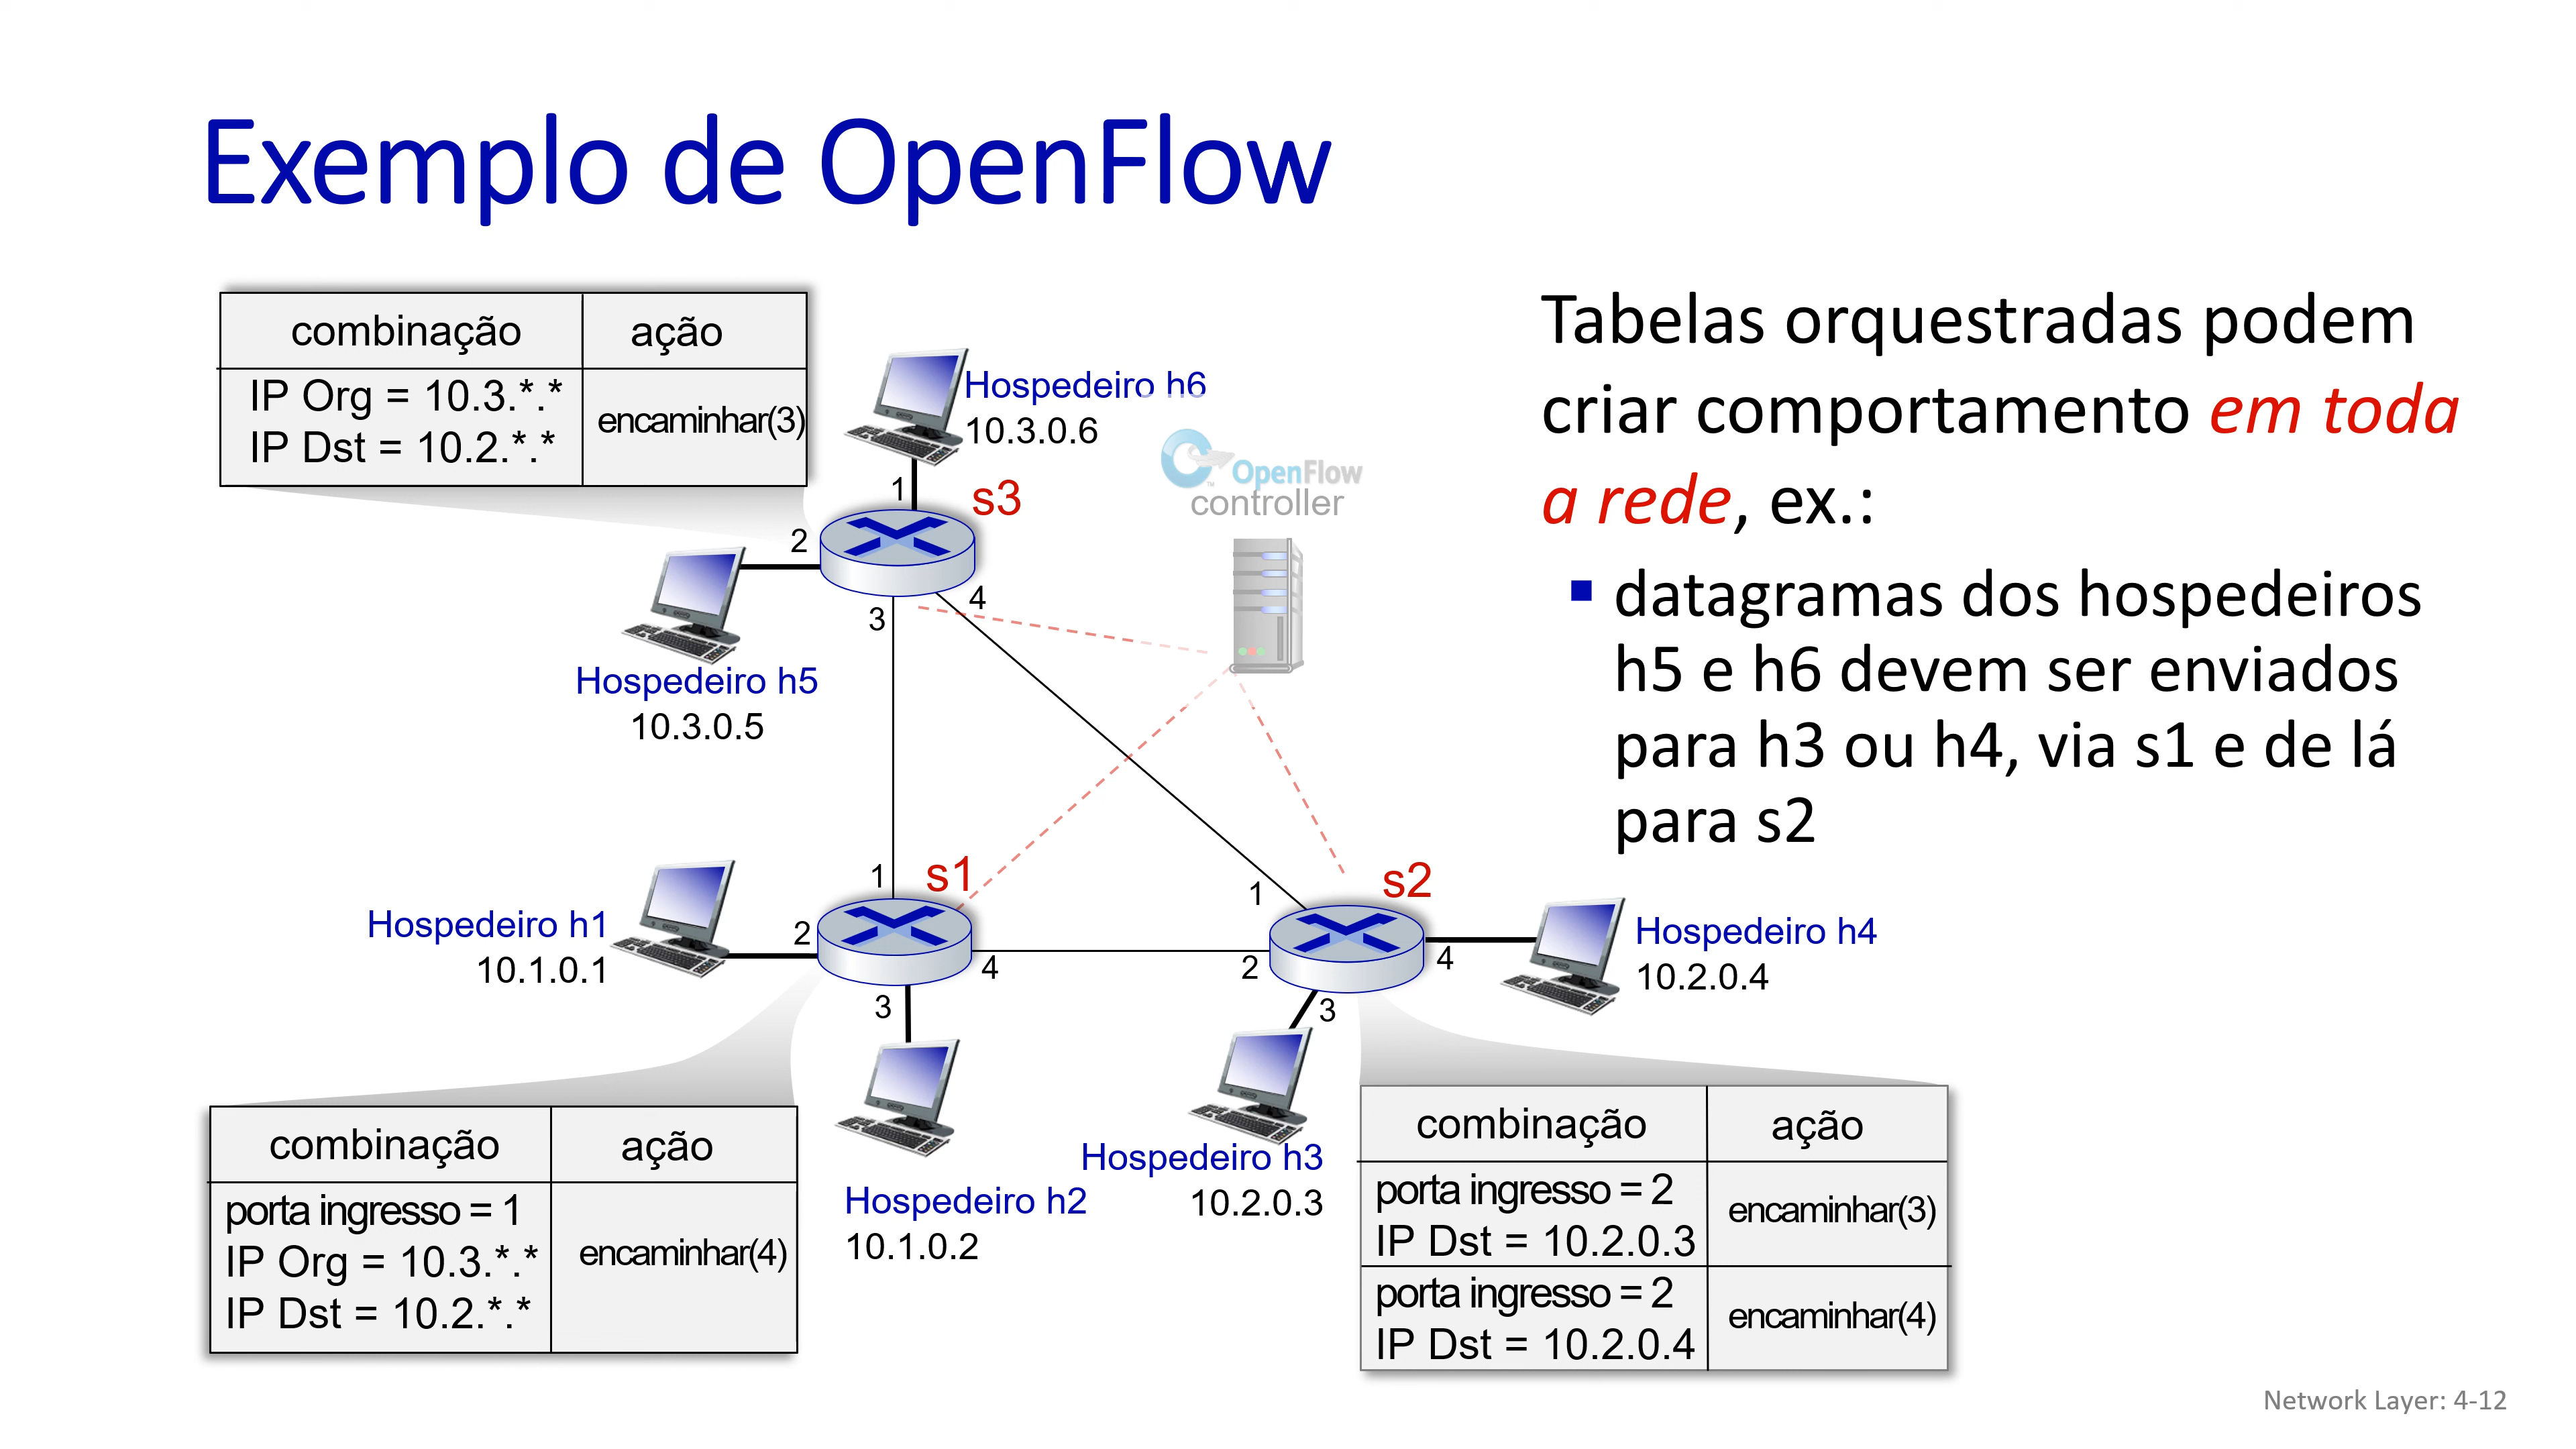 Exemplo de OpenFlow
combinação ação
IP Org = 10.3.*.*
IP Dst = 10.2.*.*
encaminhar(3)
Hospedeiro h6
10.3.0.6
OpenFlow
TM
controller
1
s3
2
3
4
Hospedeiro h5
10.3.0.5
Tabelas orquestradas podem
criar comportamento em toda
a rede, ex.:
datagramas dos hospedeiros
h5 e h6 devem ser enviados
para h3 ou h4, via s1 e de lá
para s2
1
s1
2
4
3
Hospedeiro h1
10.1.0.1
1
s2
2
4
3
Hospedeiro h4
10.2.0.4
Hospedeiro h3
10.2.0.3
Hospedeiro h2
10.1.0.2
combinação ação
porta ingresso = 1
IP Org = 10.3.*.*
IP Dst = 10.2.*.*
encaminhar(4)
combinação ação
porta ingresso = 2
IP Dst = 10.2.0.3
encaminhar(3)
porta ingresso = 2
IP Dst = 10.2.0.4
encaminhar(4)
Network Layer: 4-12